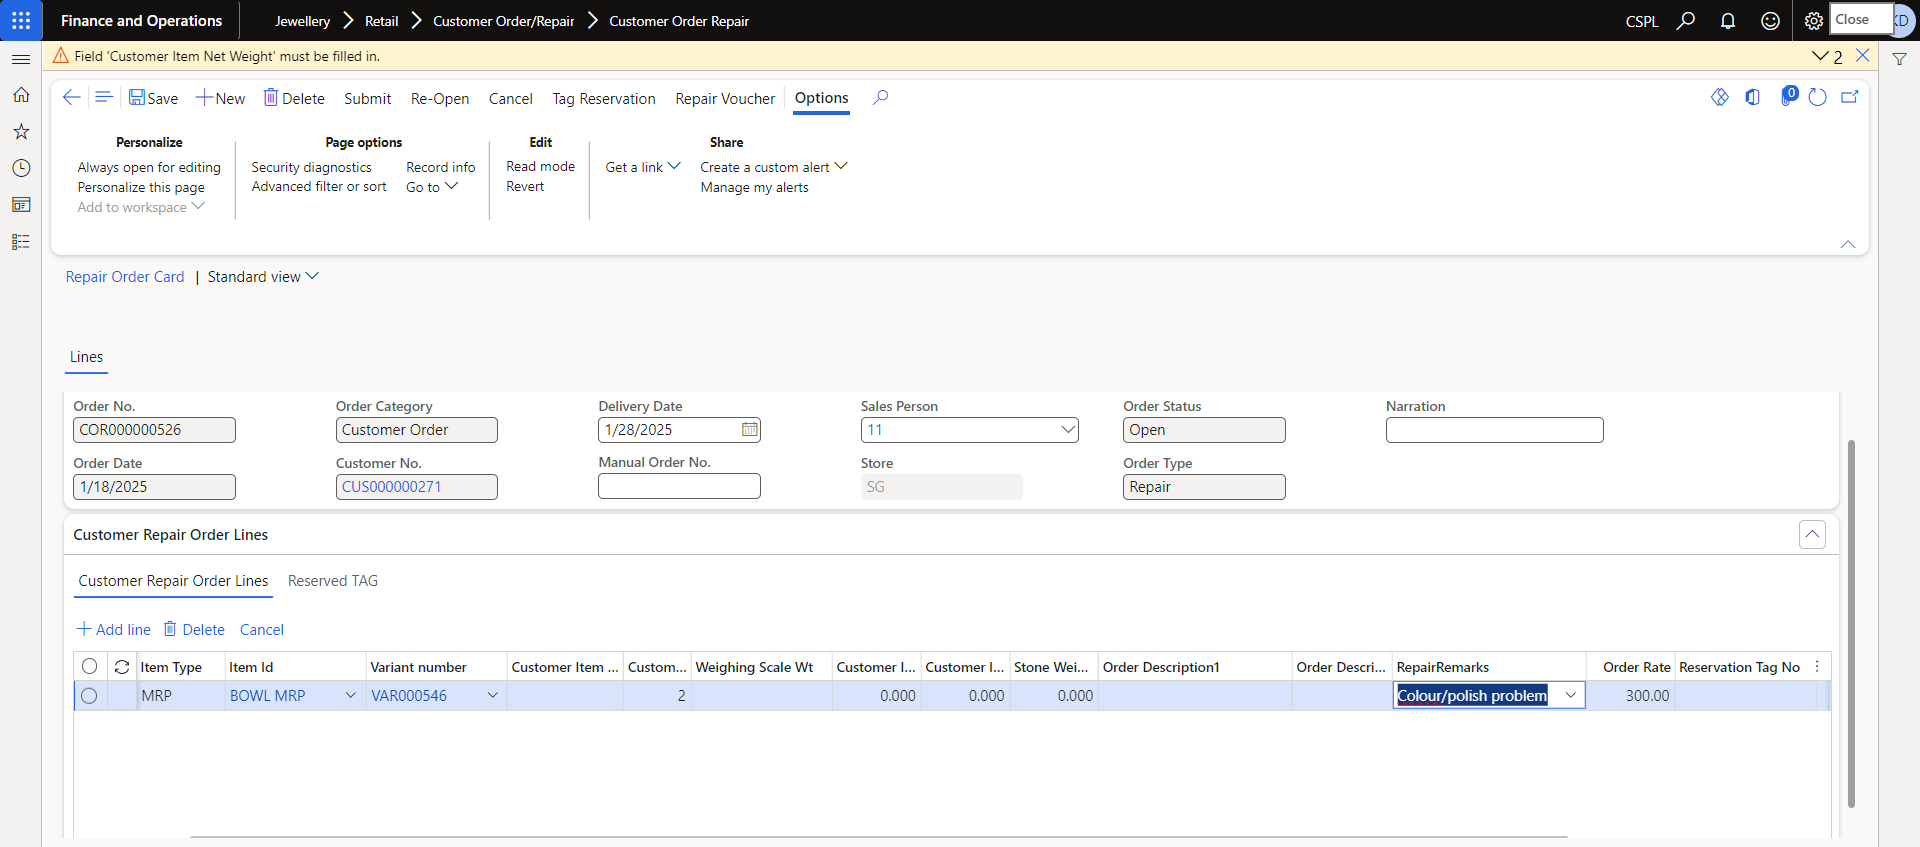 Finance and Operations
Jewellery > Retail > Customer Order/Repair > Customer Order Repair
CSPL
Close
Field 'Customer Item Net Weight' must be filled in.
2
Save
New
Delete
Submit
Re-Open
Cancel
Tag Reservation
Repair Voucher
Options
0
Personalize
Always open for editing
Personalize this page
Add to workspace
Page options
Security diagnostics
Advanced filter or sort
Record info
Go to
Edit
Read mode
Revert
Share
Get a link
Create a custom alert
Manage my alerts
Repair Order Card | Standard view
Lines
Order No.
COR000000526
Order Category
Customer Order
Delivery Date
1/28/2025
Sales Person
11
Order Status
Open
Narration
Order Date
1/18/2025
Customer No.
CUS000000271
Manual Order No.
Store
SG
Order Type
Repair
Customer Repair Order Lines
Customer Repair Order Lines
Reserved TAG
Add line
Delete
Cancel
Item Type Item Id Variant number Customer Item ... Custom... Weighing Scale Wt Customer I... Customer I... Stone Wei... Order Description1 Order Descri... RepairRemarks Order Rate Reservation Tag No
MRP BOWL MRP VAR000546 2 0.000 0.000 0.000 Colour/polish problem 300.00